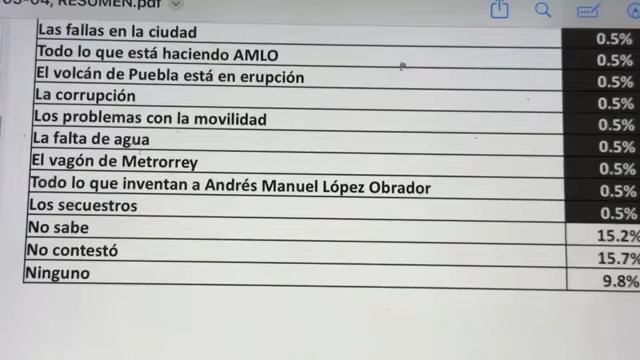 RESUMEN.pdf
Las fallas en la ciudad 0.5%
Todo lo que está haciendo AMLO 0.5%
El volcán de Puebla está en erupción 0.5%
La corrupción 0.5%
Los problemas con la movilidad 0.5%
La falta de agua 0.5%
El vagón de Metrorrey 0.5%
Todo lo que inventan a Andrés Manuel López Obrador 0.5%
Los secuestros 0.5%
No sabe 15.2%
No contestó 15.7%
Ninguno 9.8%